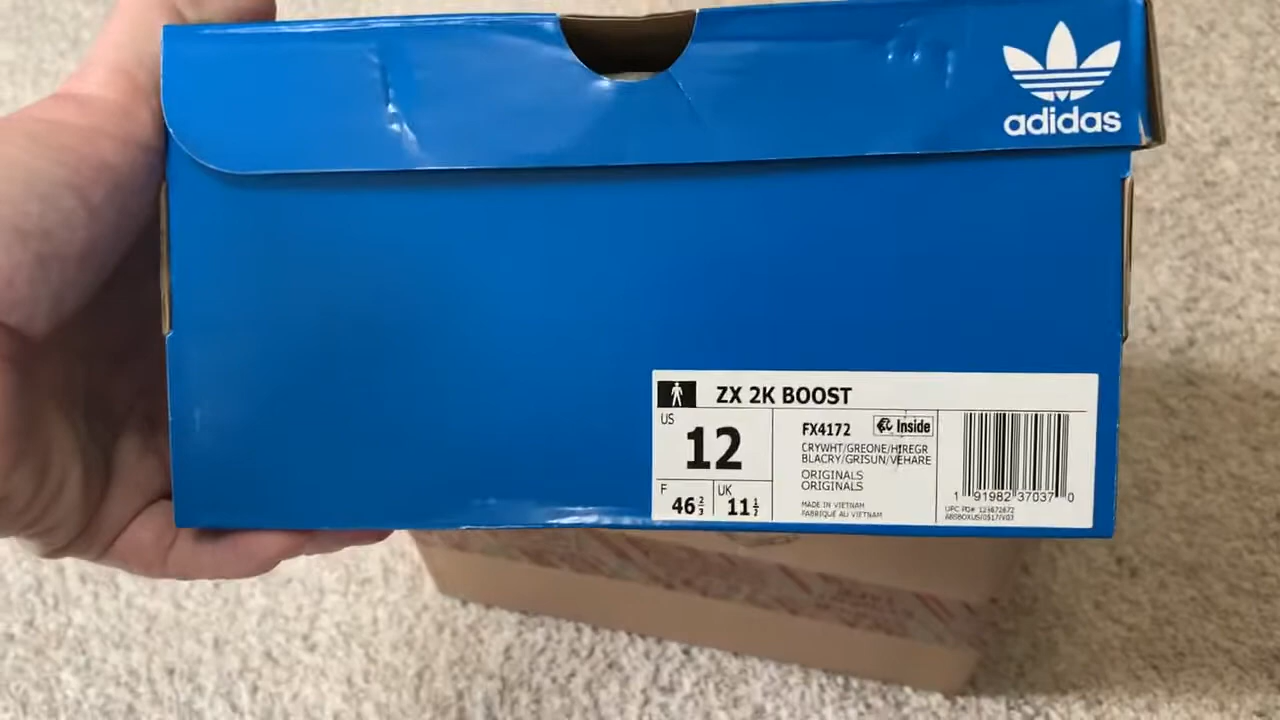 adidas
ZX 2K BOOST
US
12
F
46 2/3
UK
11 1/2
FX4172
Inside
CRYWHT/GREONE/HIREGR
BLACRY/GRISUN/VEHARE
ORIGINALS
ORIGINALS
MADE IN VIETNAM
FABRIQUÉ AU VIETNAM
1 91982 37037 0